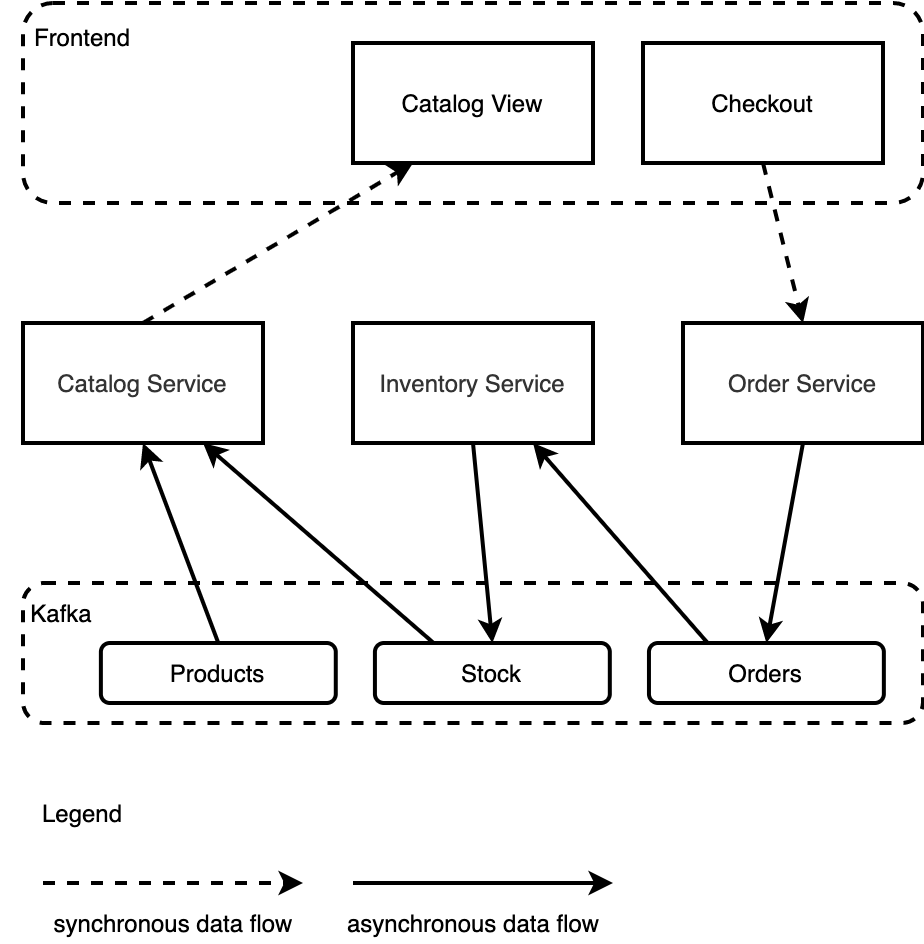 Frontend
Catalog View
Checkout
Catalog Service
Inventory Service
Order Service
Kafka
Products
Stock
Orders
Legend
synchronous data flow
asynchronous data flow